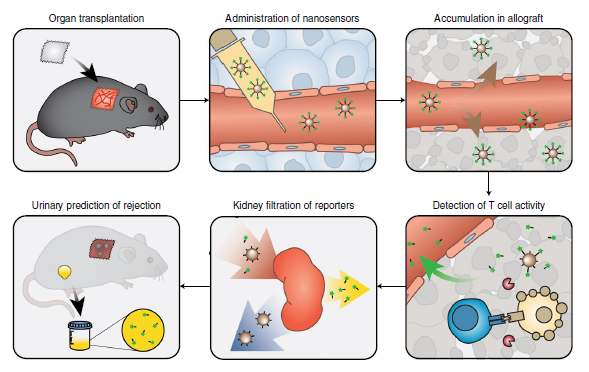 Organ transplantation
Administration of nanosensors
Accumulation in allograft
Urinary prediction of rejection
Kidney filtration of reporters
Detection of T cell activity